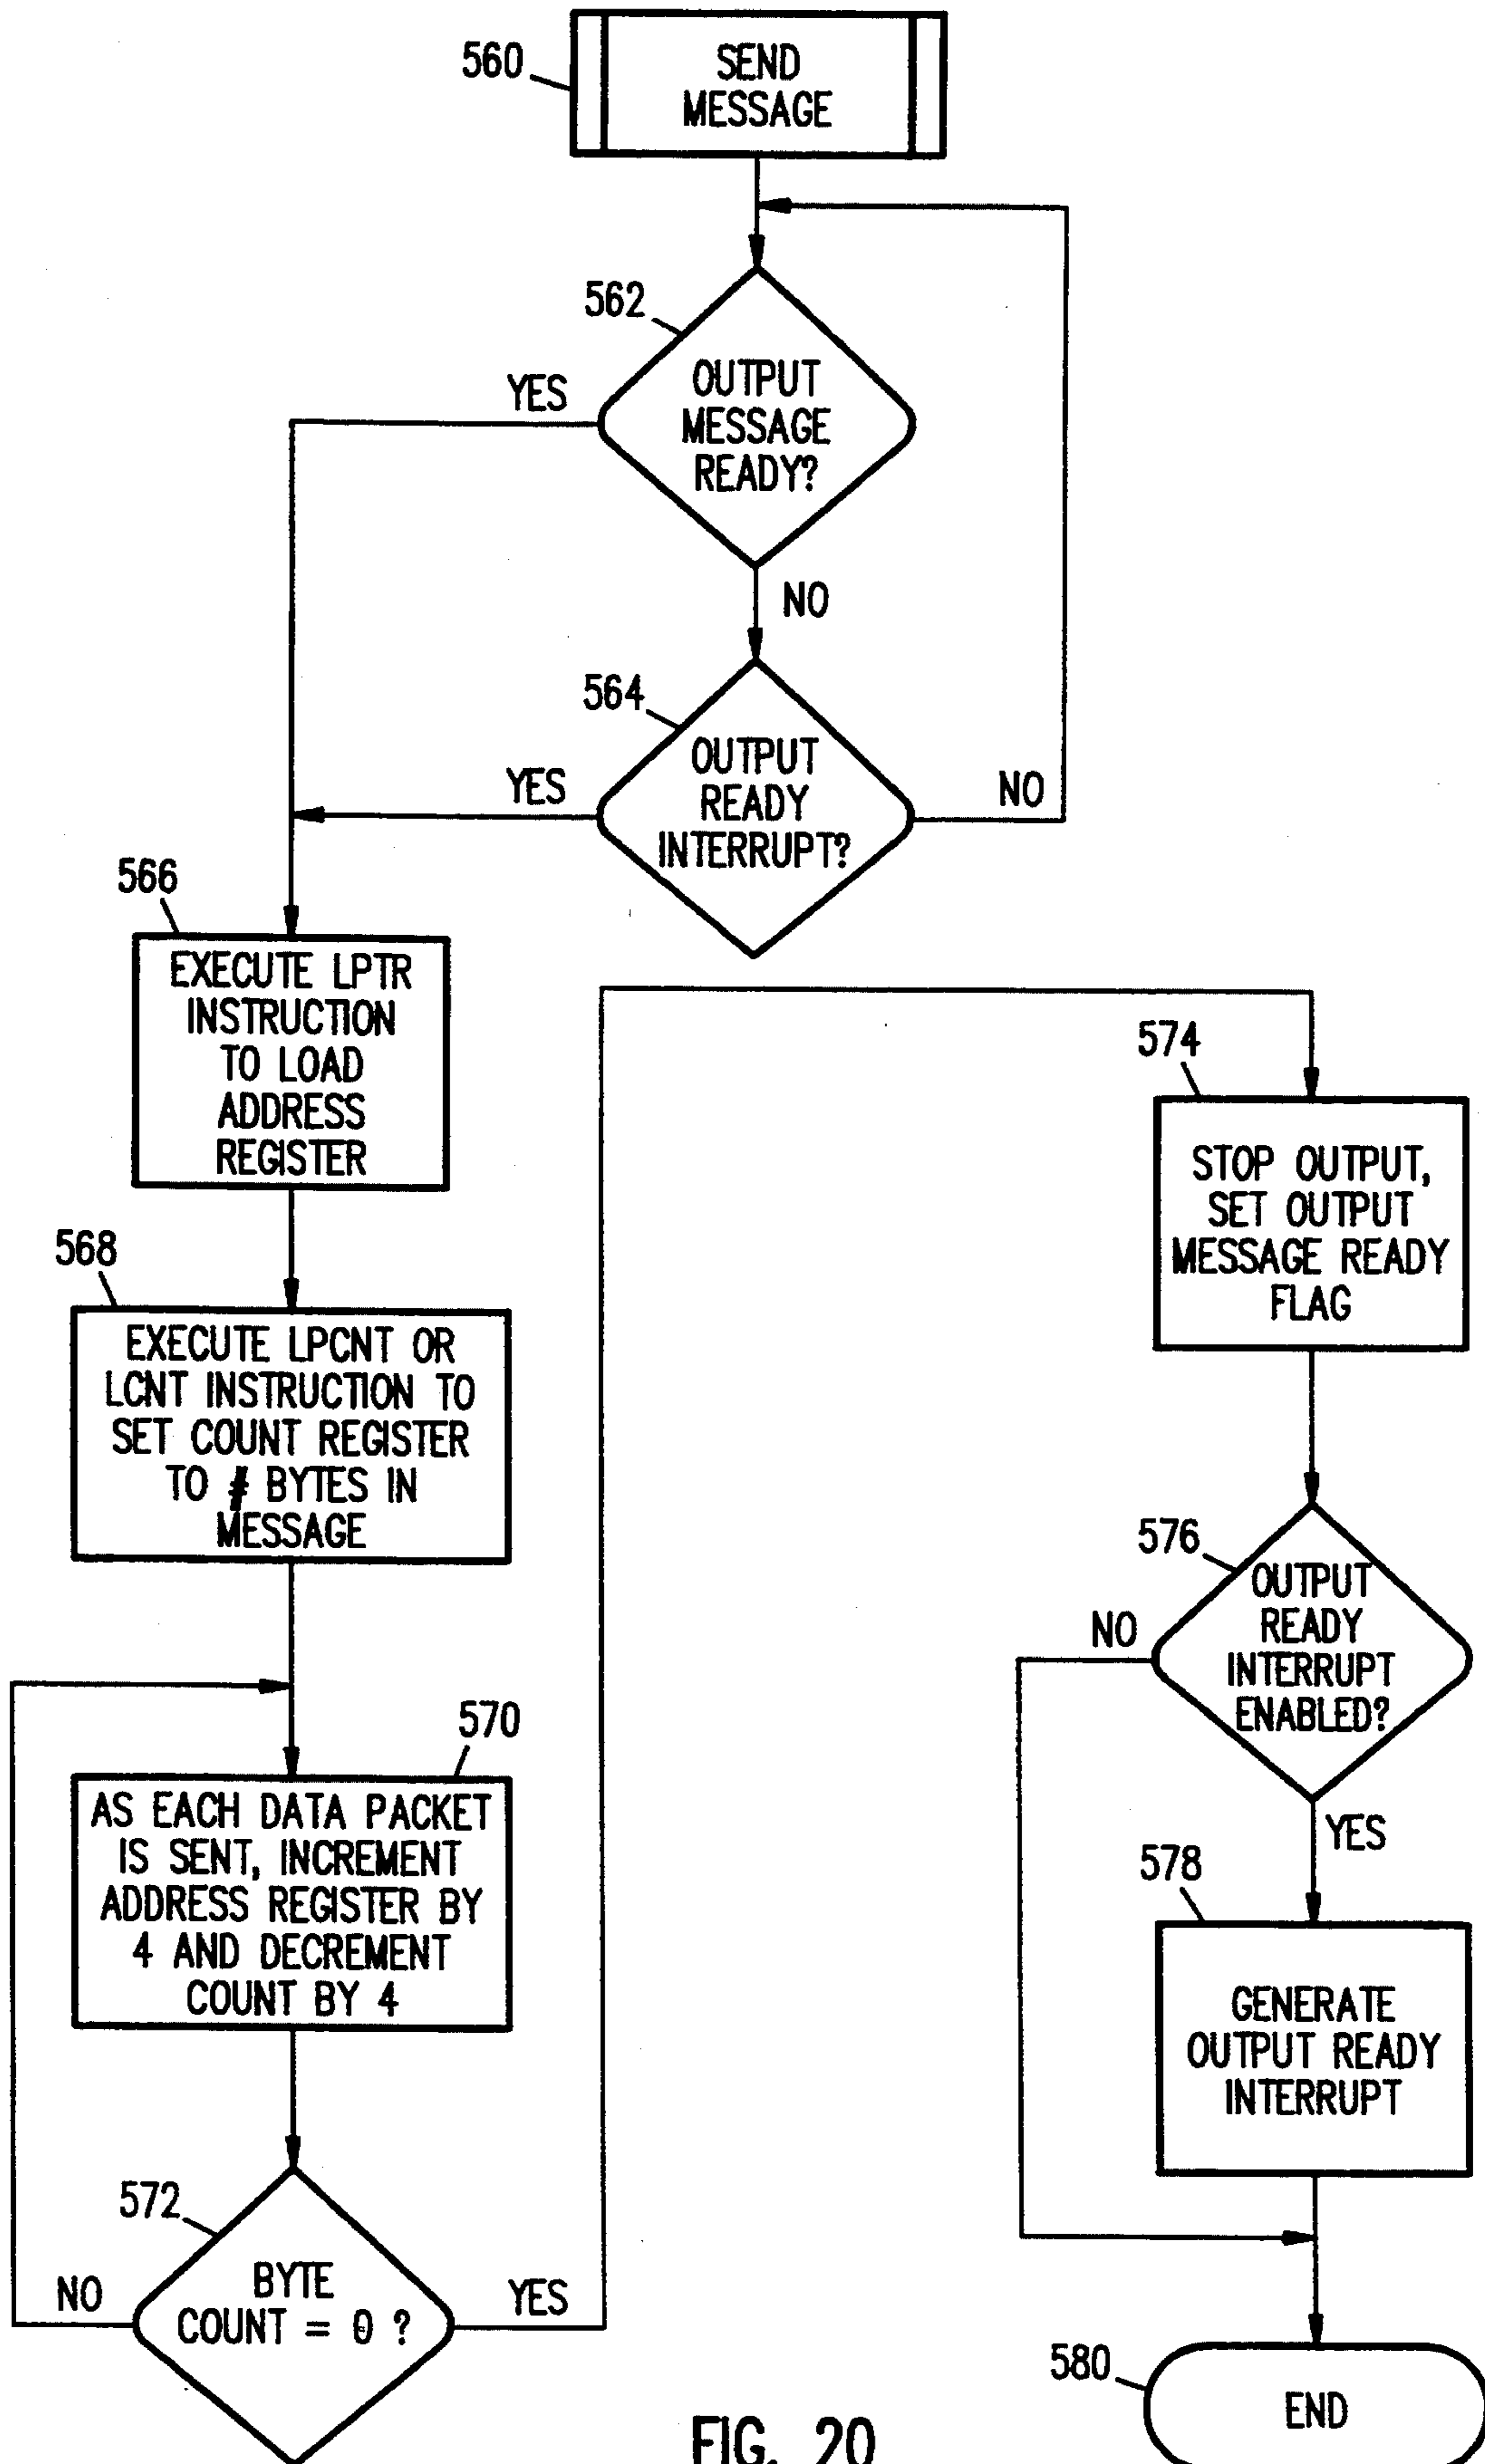 560
SEND
MESSAGE
562
OUTPUT
MESSAGE
READY?
YES
NO
564
OUTPUT
READY
INTERRUPT?
YES
NO
566
EXECUTE LPTR
INSTRUCTION
TO LOAD
ADDRESS
REGISTER
568
EXECUTE LPCNT OR
LCNT INSTRUCTION TO
SET COUNT REGISTER
TO # BYTES IN
MESSAGE
570
AS EACH DATA PACKET
IS SENT, INCREMENT
ADDRESS REGISTER BY
4 AND DECREMENT
COUNT BY 4
572
BYTE
COUNT = 0 ?
NO
YES
574
STOP OUTPUT,
SET OUTPUT
MESSAGE READY
FLAG
576
OUTPUT
READY
INTERRUPT
ENABLED?
NO
YES
578
GENERATE
OUTPUT READY
INTERRUPT
580
END
FIG. 20